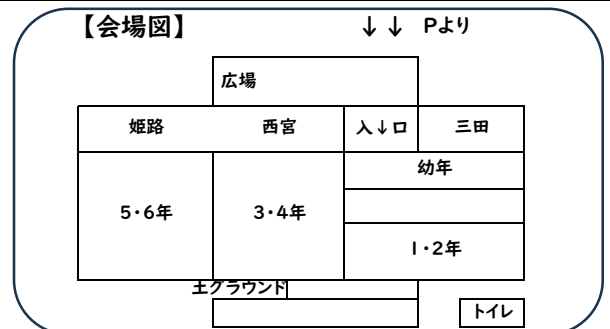 【会場図】 ↓↓ Pより
広場
姫路 西宮 入↓口 三田
幼年
5・6年 3・4年
1・2年
土グラウンド
トイレ